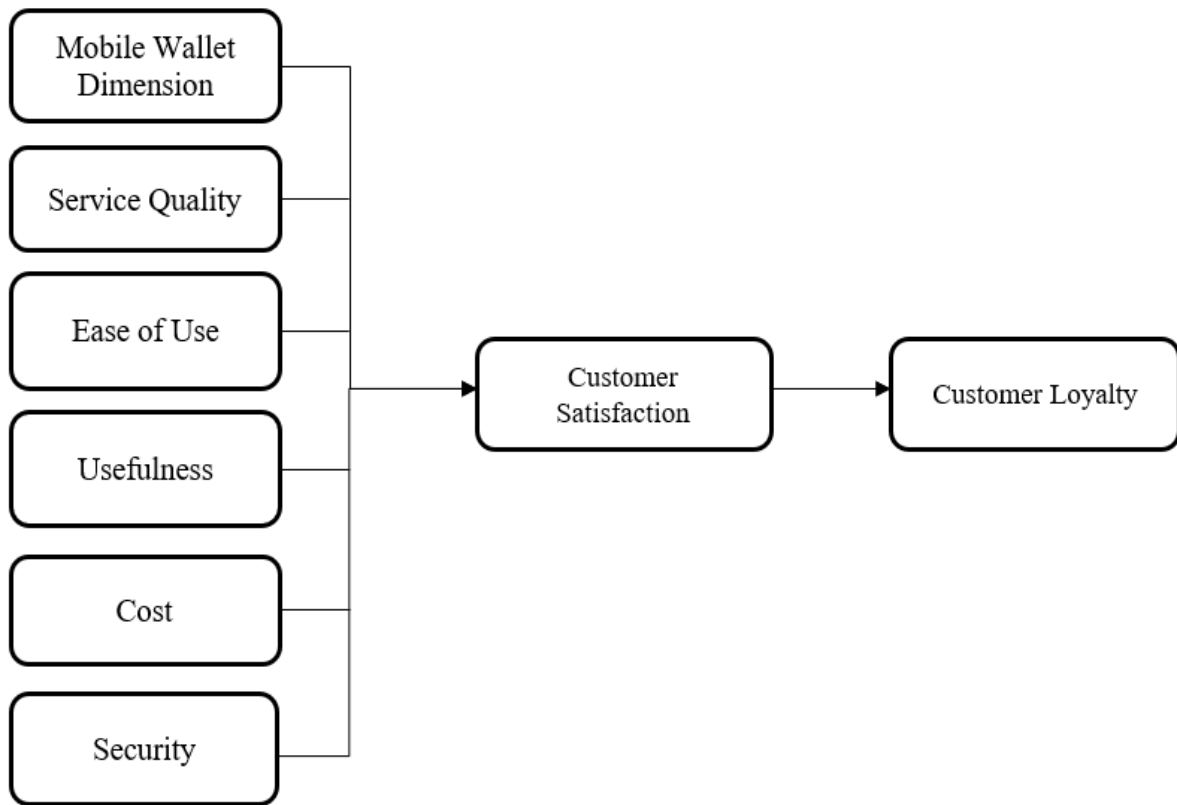 Mobile Wallet
Dimension
Service Quality
Ease of Use
Usefulness
Cost
Security
Customer
Satisfaction
Customer Loyalty